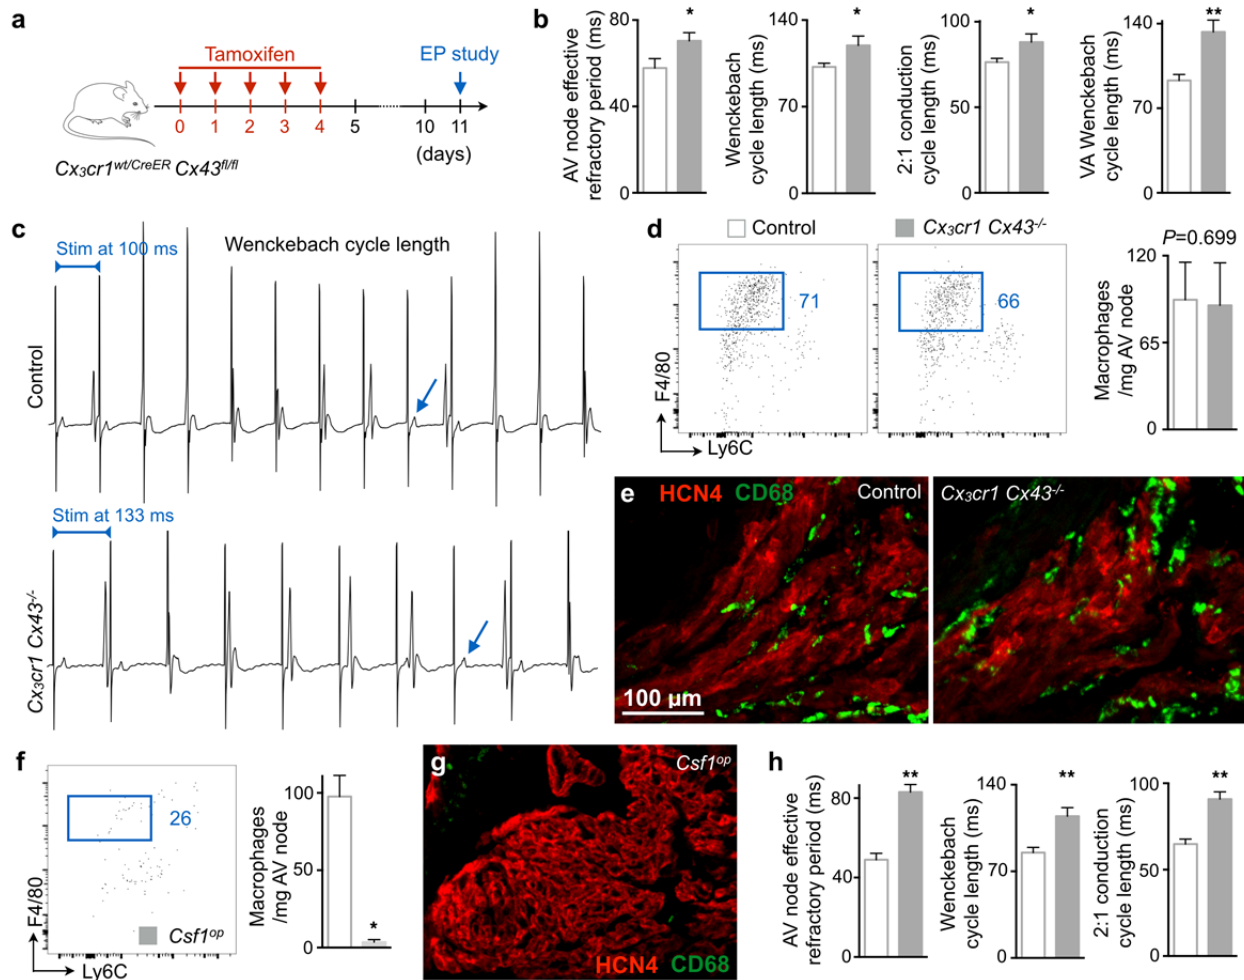 a
Tamoxifen
EP study
0 1 2 3 4 5 10 11
(days)
Cx3cr1wt/CreER Cx43fl/fl
b
AV node effective
refractory period (ms)
80
40
0
*
Wenckebach
cycle length (ms)
140
70
0
*
2:1 conduction
cycle length (ms)
100
50
0
*
VA Wenckebach
cycle length (ms)
140
70
0
**
c
Wenckebach cycle length
Stim at 100 ms
Control
Stim at 133 ms
Cx3cr1 Cx43-/-
d
Control
Cx3cr1 Cx43-/-
71
66
F4/80
Ly6C
P=0.699
Macrophages
/mg AV node
120
65
0
e
HCN4 CD68
Control
Cx3cr1 Cx43-/-
100 µm
f
26
F4/80
Ly6C
Csf1op
Macrophages
/mg AV node
100
50
0
*
g
Csf1op
HCN4 CD68
h
AV node effective
refractory period (ms)
80
40
0
**
Wenckebach
cycle length (ms)
140
70
0
**
2:1 conduction
cycle length (ms)
100
50
0
**